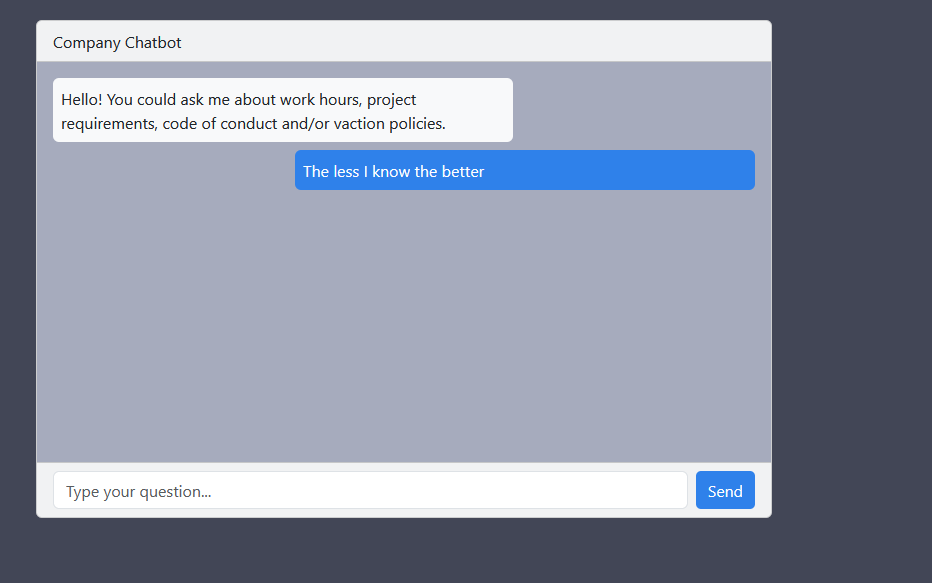 Company Chatbot
Hello! You could ask me about work hours, project
requirements, code of conduct and/or vaction policies.
The less I know the better
Type your question...
Send